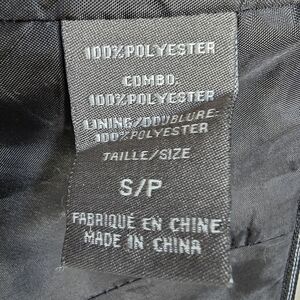 100%POLYESTER
COMBO:
100%POLYESTER
LINING/DOUBLURE:
100%POLYESTER
TAILLE/SIZE
S/P
FABRIQUÉ EN CHINE
MADE IN CHINA